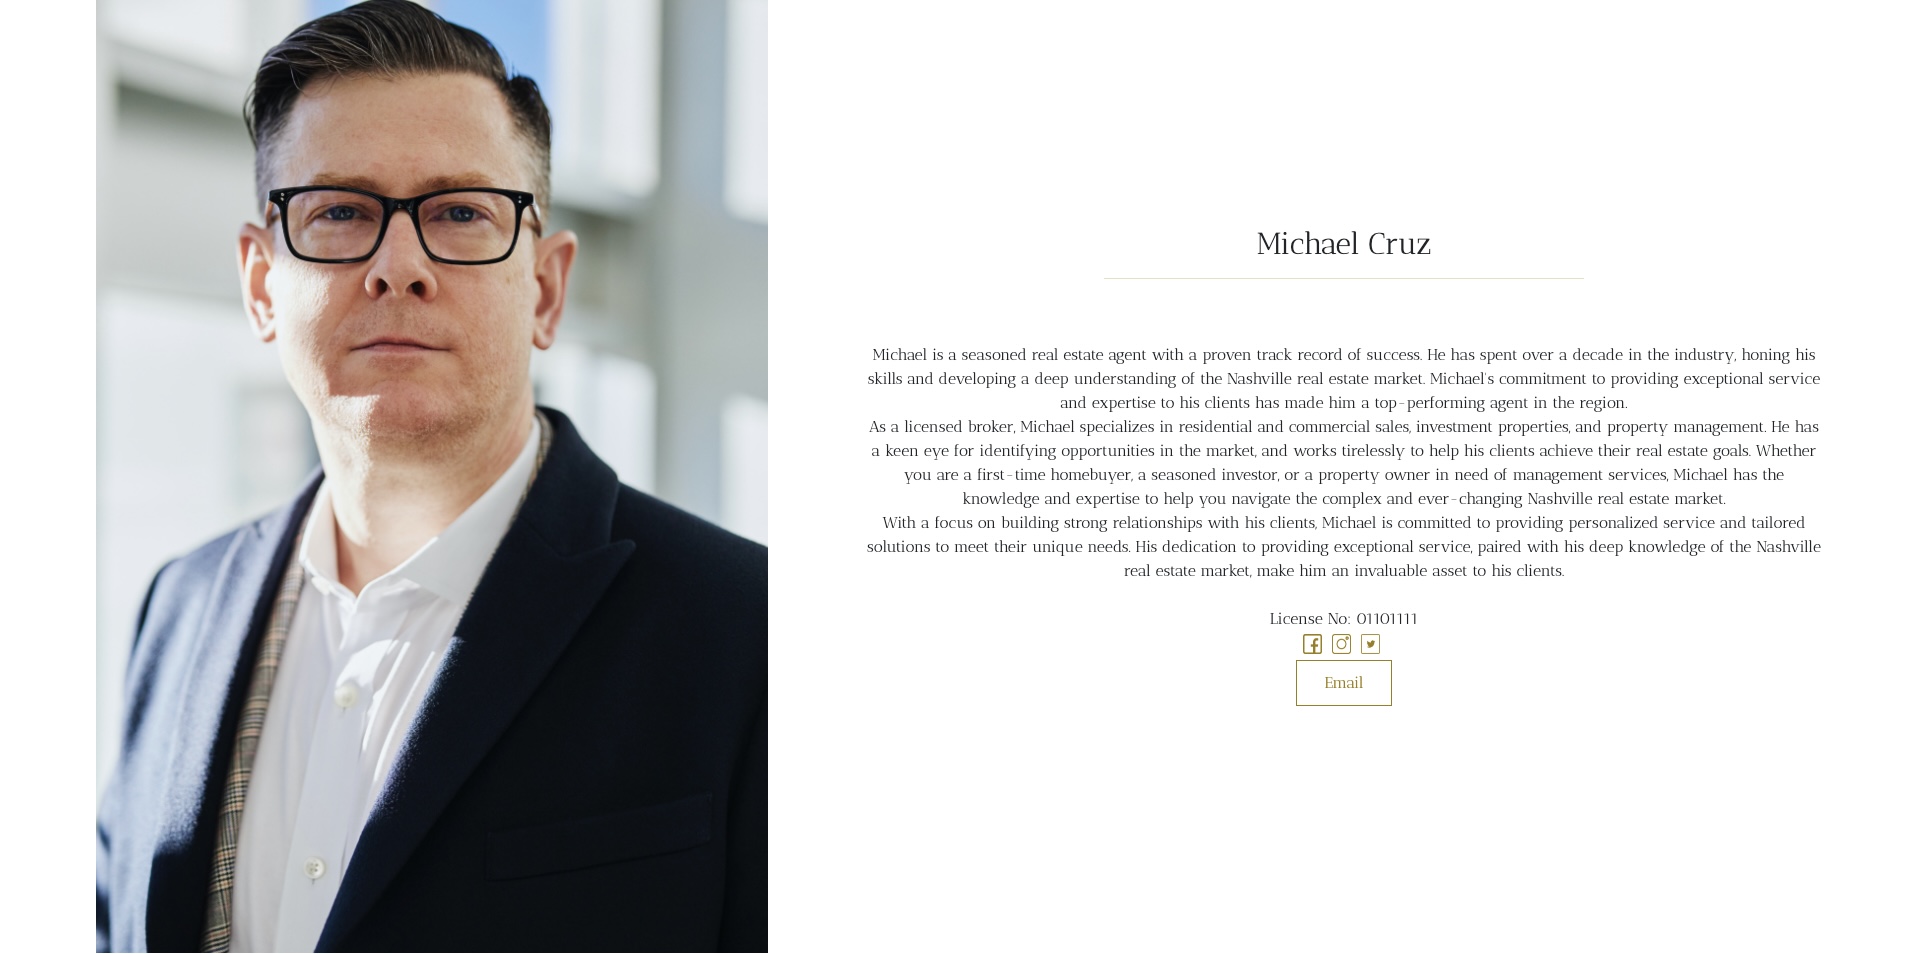 Michael Cruz
Michael is a seasoned real estate agent with a proven track record of success. He has spent over a decade in the industry, honing his
skills and developing a deep understanding of the Nashville real estate market. Michael's commitment to providing exceptional service
and expertise to his clients has made him a top-performing agent in the region.
As a licensed broker, Michael specializes in residential and commercial sales, investment properties, and property management. He has
a keen eye for identifying opportunities in the market, and works tirelessly to help his clients achieve their real estate goals. Whether
you are a first-time homebuyer, a seasoned investor, or a property owner in need of management services, Michael has the
knowledge and expertise to help you navigate the complex and ever-changing Nashville real estate market.
With a focus on building strong relationships with his clients, Michael is committed to providing personalized service and tailored
solutions to meet their unique needs. His dedication to providing exceptional service, paired with his deep knowledge of the Nashville
real estate market, make him an invaluable asset to his clients.
License No: 01101111
Email